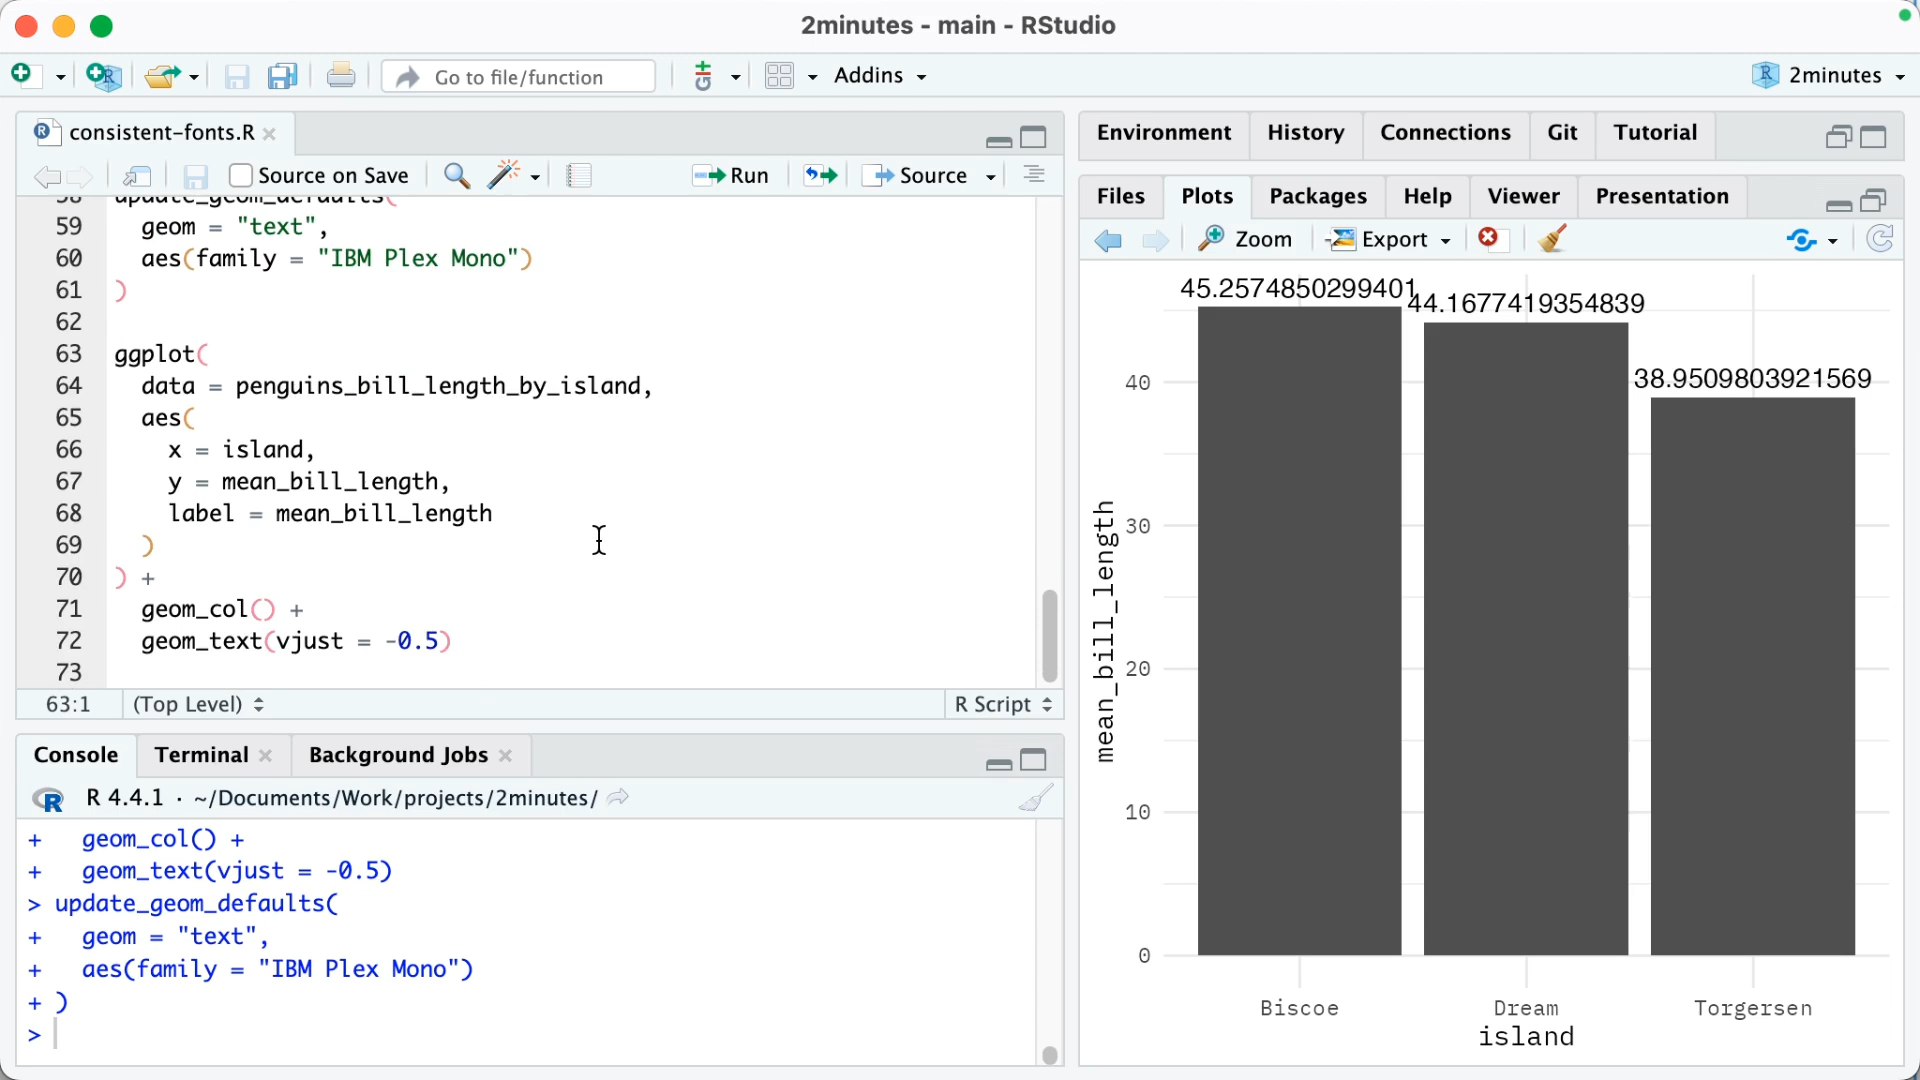 2minutes - main - RStudio
Go to file/function
Addins
2minutes
consistent-fonts.R
Source on Save
Run
Source
58 update_geom_defaults(
59 geom = "text",
60 aes(family = "IBM Plex Mono")
61 )
62
63 ggplot(
64 data = penguins_bill_length_by_island,
65 aes(
66 x = island,
67 y = mean_bill_length,
68 label = mean_bill_length
69 )
70 ) +
71 geom_col() +
72 geom_text(vjust = -0.5)
73
63:1 (Top Level) R Script
Console Terminal Background Jobs
R 4.4.1 · ~/Documents/Work/projects/2minutes/
+ geom_col() +
+ geom_text(vjust = -0.5)
> update_geom_defaults(
+ geom = "text",
+ aes(family = "IBM Plex Mono")
+ )
>
Environment History Connections Git Tutorial
Files Plots Packages Help Viewer Presentation
Zoom Export
45.2574850299401
44.1677419354839
38.9509803921569
mean_bill_length
40
30
20
10
0
Biscoe Dream Torgersen
island